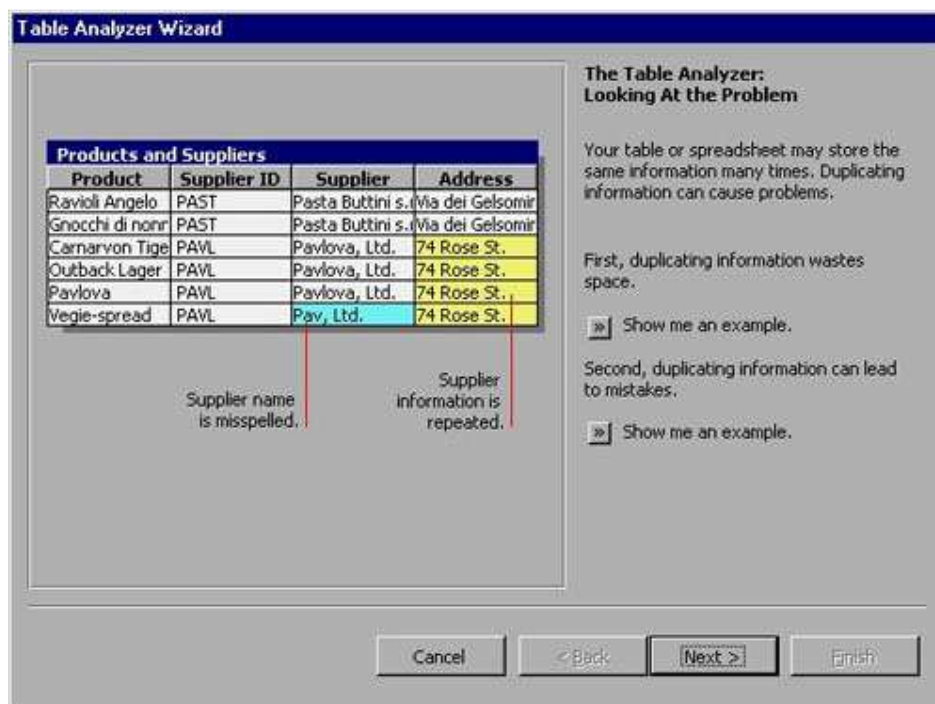 Table Analyzer Wizard
Products and Suppliers
Product Supplier ID Supplier Address
Ravioli Angelo PAST Pasta Buttini s. Via dei Gelsomir
Gnocchi di nonr PAST Pasta Buttini s. Via dei Gelsomir
Carnarvon Tige PAVL Pavlova, Ltd. 74 Rose St.
Outback Lager PAVL Pavlova, Ltd. 74 Rose St.
Pavlova PAVL Pavlova, Ltd. 74 Rose St.
Vegie-spread PAVL Pav, Ltd. 74 Rose St.
Supplier name
is misspelled.
Supplier
information is
repeated.
The Table Analyzer:
Looking At the Problem
Your table or spreadsheet may store the
same information many times. Duplicating
information can cause problems.
First, duplicating information wastes
space.
» Show me an example.
Second, duplicating information can lead
to mistakes.
» Show me an example.
Cancel < Back Next > Finish